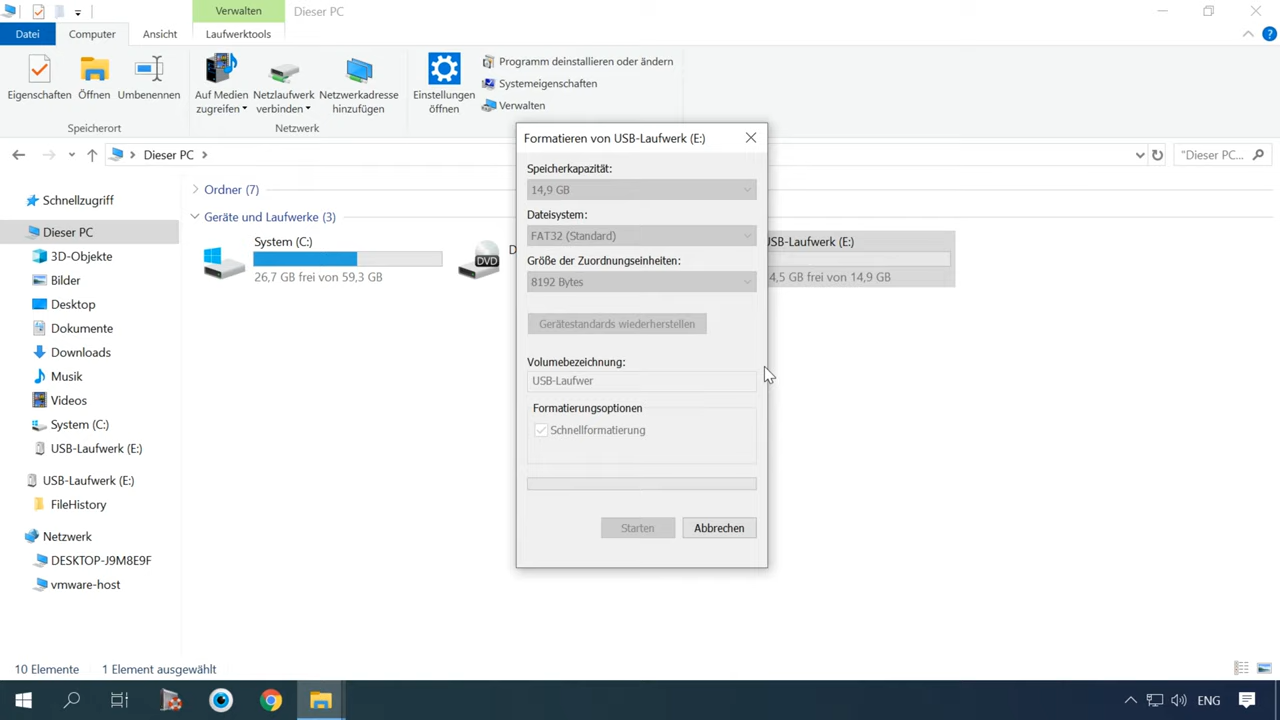 Verwalten
Dieser PC
Datei
Computer
Ansicht
Laufwerktools
Eigenschaften
Öffnen
Umbenennen
Auf Medien
zugreifen
Netzlaufwerk
verbinden
Netzwerkadresse
hinzufügen
Einstellungen
öffnen
Programm deinstallieren oder ändern
Systemeigenschaften
Verwalten
Speicherort
Netzwerk
Dieser PC
"Dieser PC...
Schnellzugriff
Dieser PC
3D-Objekte
Bilder
Desktop
Dokumente
Downloads
Musik
Videos
System (C:)
USB-Laufwerk (E:)
USB-Laufwerk (E:)
FileHistory
Netzwerk
DESKTOP-J9M8E9F
vmware-host
Ordner (7)
Geräte und Laufwerke (3)
System (C:)
26,7 GB frei von 59,3 GB
DVD
D
JSB-Laufwerk (E:)
4,5 GB frei von 14,9 GB
Formatieren von USB-Laufwerk (E:)
Speicherkapazität:
14,9 GB
Dateisystem:
FAT32 (Standard)
Größe der Zuordnungseinheiten:
8192 Bytes
Gerätestandards wiederherstellen
Volumebezeichnung:
USB-Laufwer
Formatierungsoptionen
Schnellformatierung
Starten
Abbrechen
10 Elemente
1 Element ausgewählt
ENG